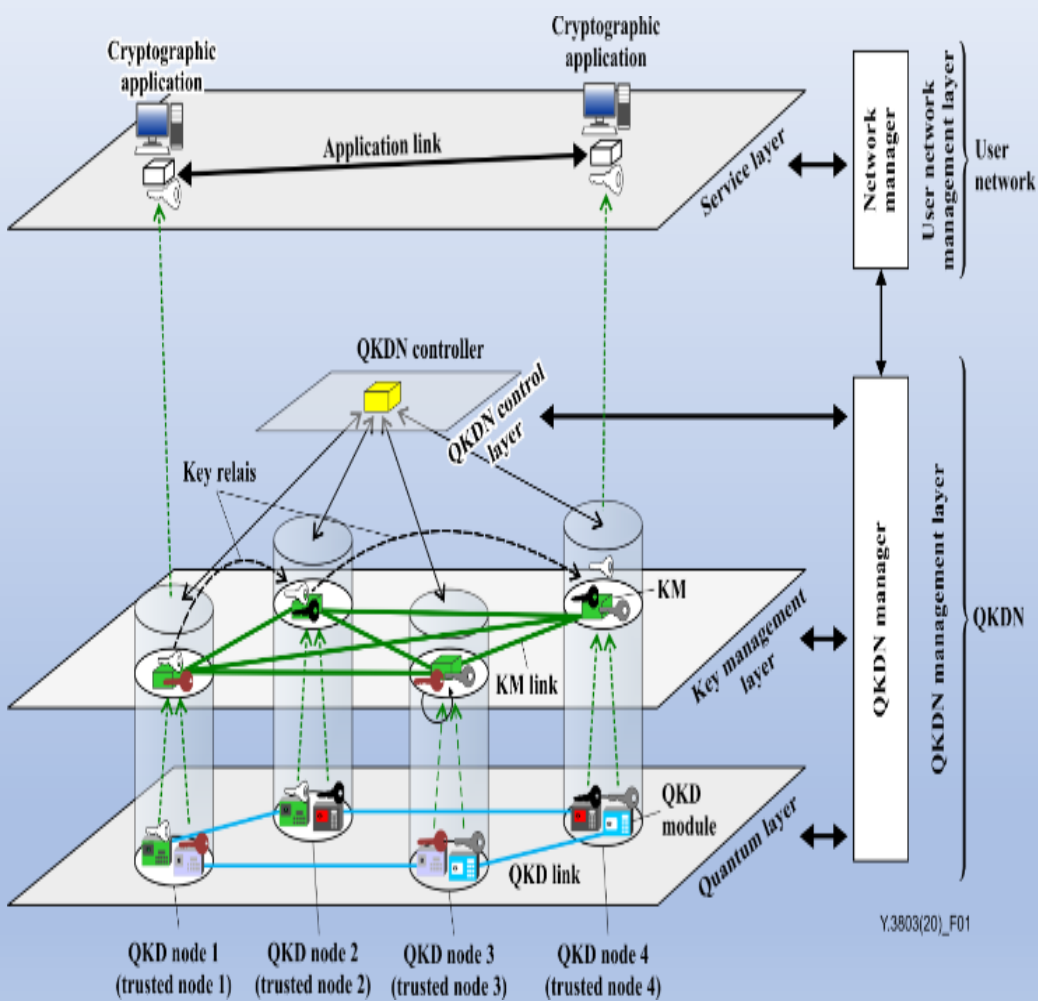 Cryptographic
application
Cryptographic
application
Application link
Service layer
Network
manager
User network
management layer
User
network
QKDN controller
QKDN control
layer
Key relais
KM
KM link
Key management
layer
QKDN manager
QKDN management layer
QKDN
QKD
module
QKD link
Quantum layer
Y.3803(20)_F01
QKD node 1
(trusted node 1)
QKD node 2
(trusted node 2)
QKD node 3
(trusted node 3)
QKD node 4
(trusted node 4)